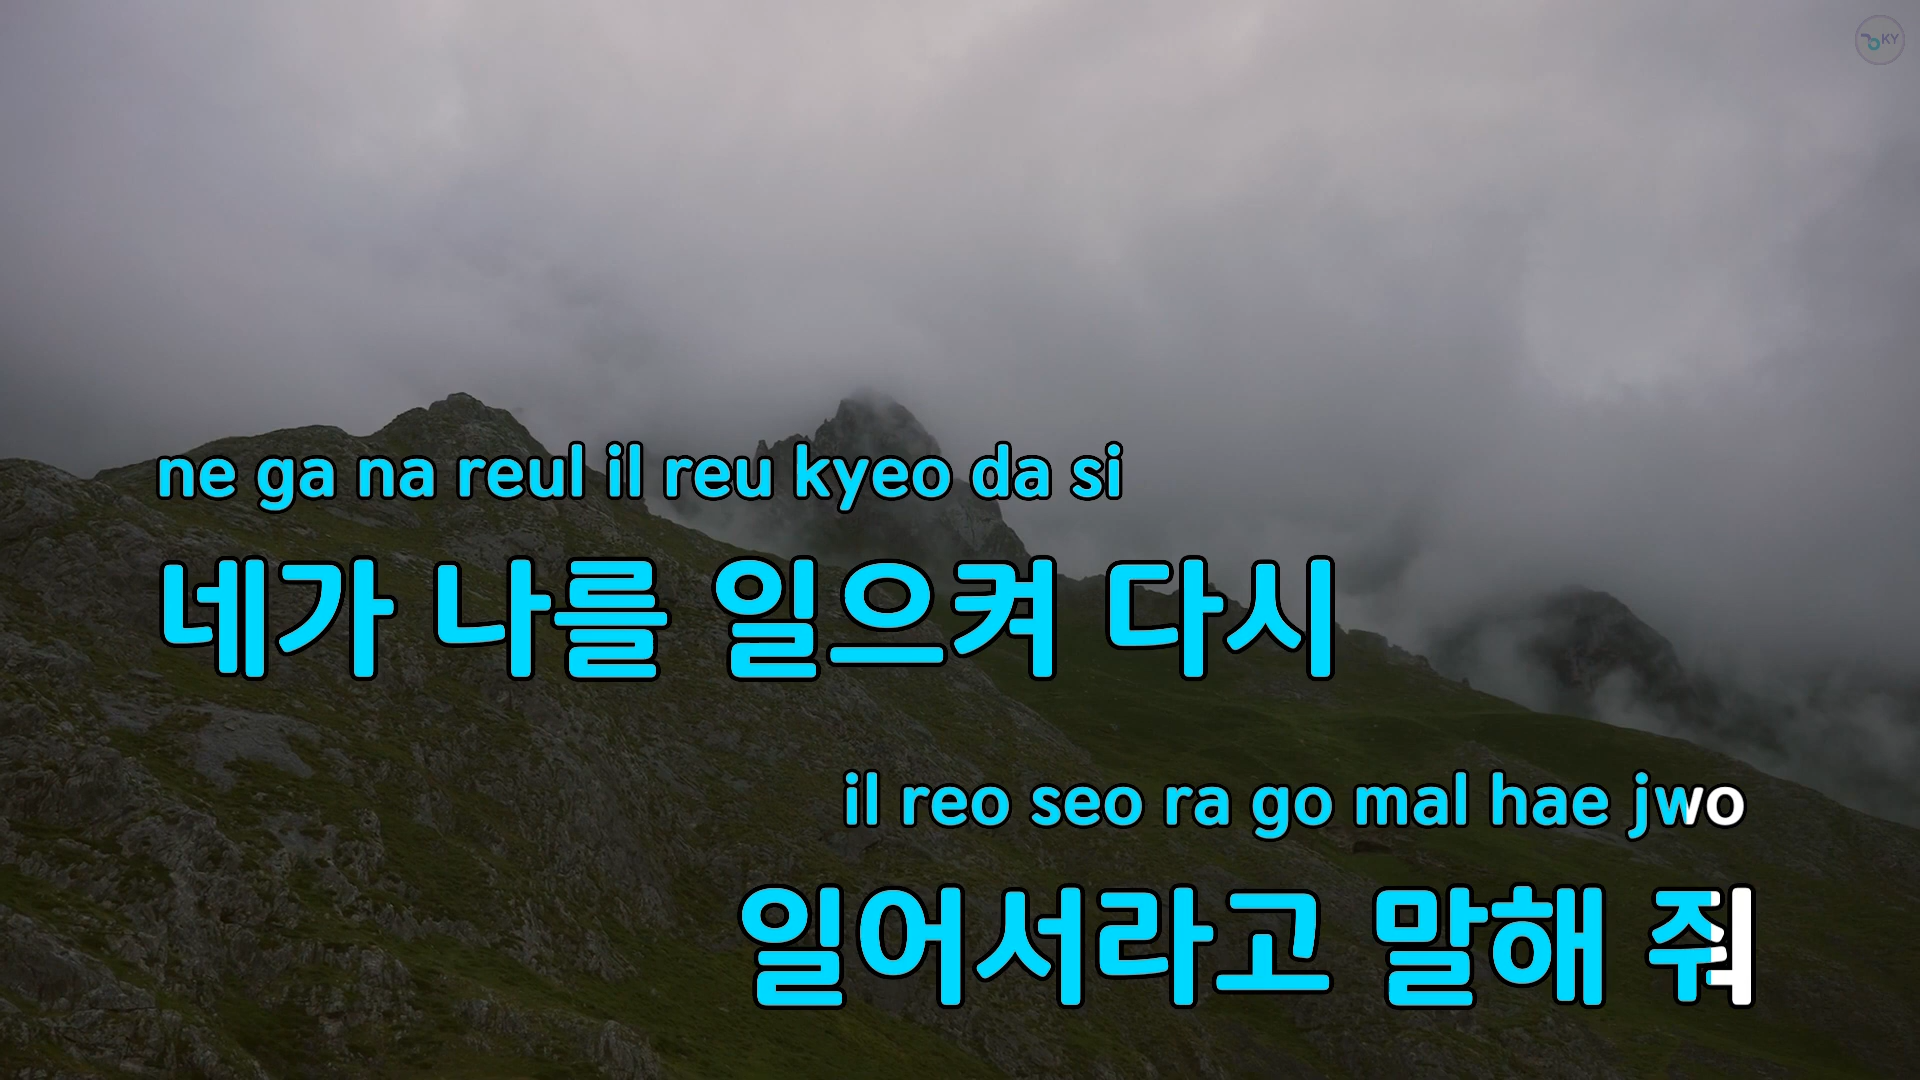 KY
ne ga na reul il reu kyeo da si
네가 나를 일으켜 다시
il reo seo ra go mal hae jwo
일어서라고 말해 줘